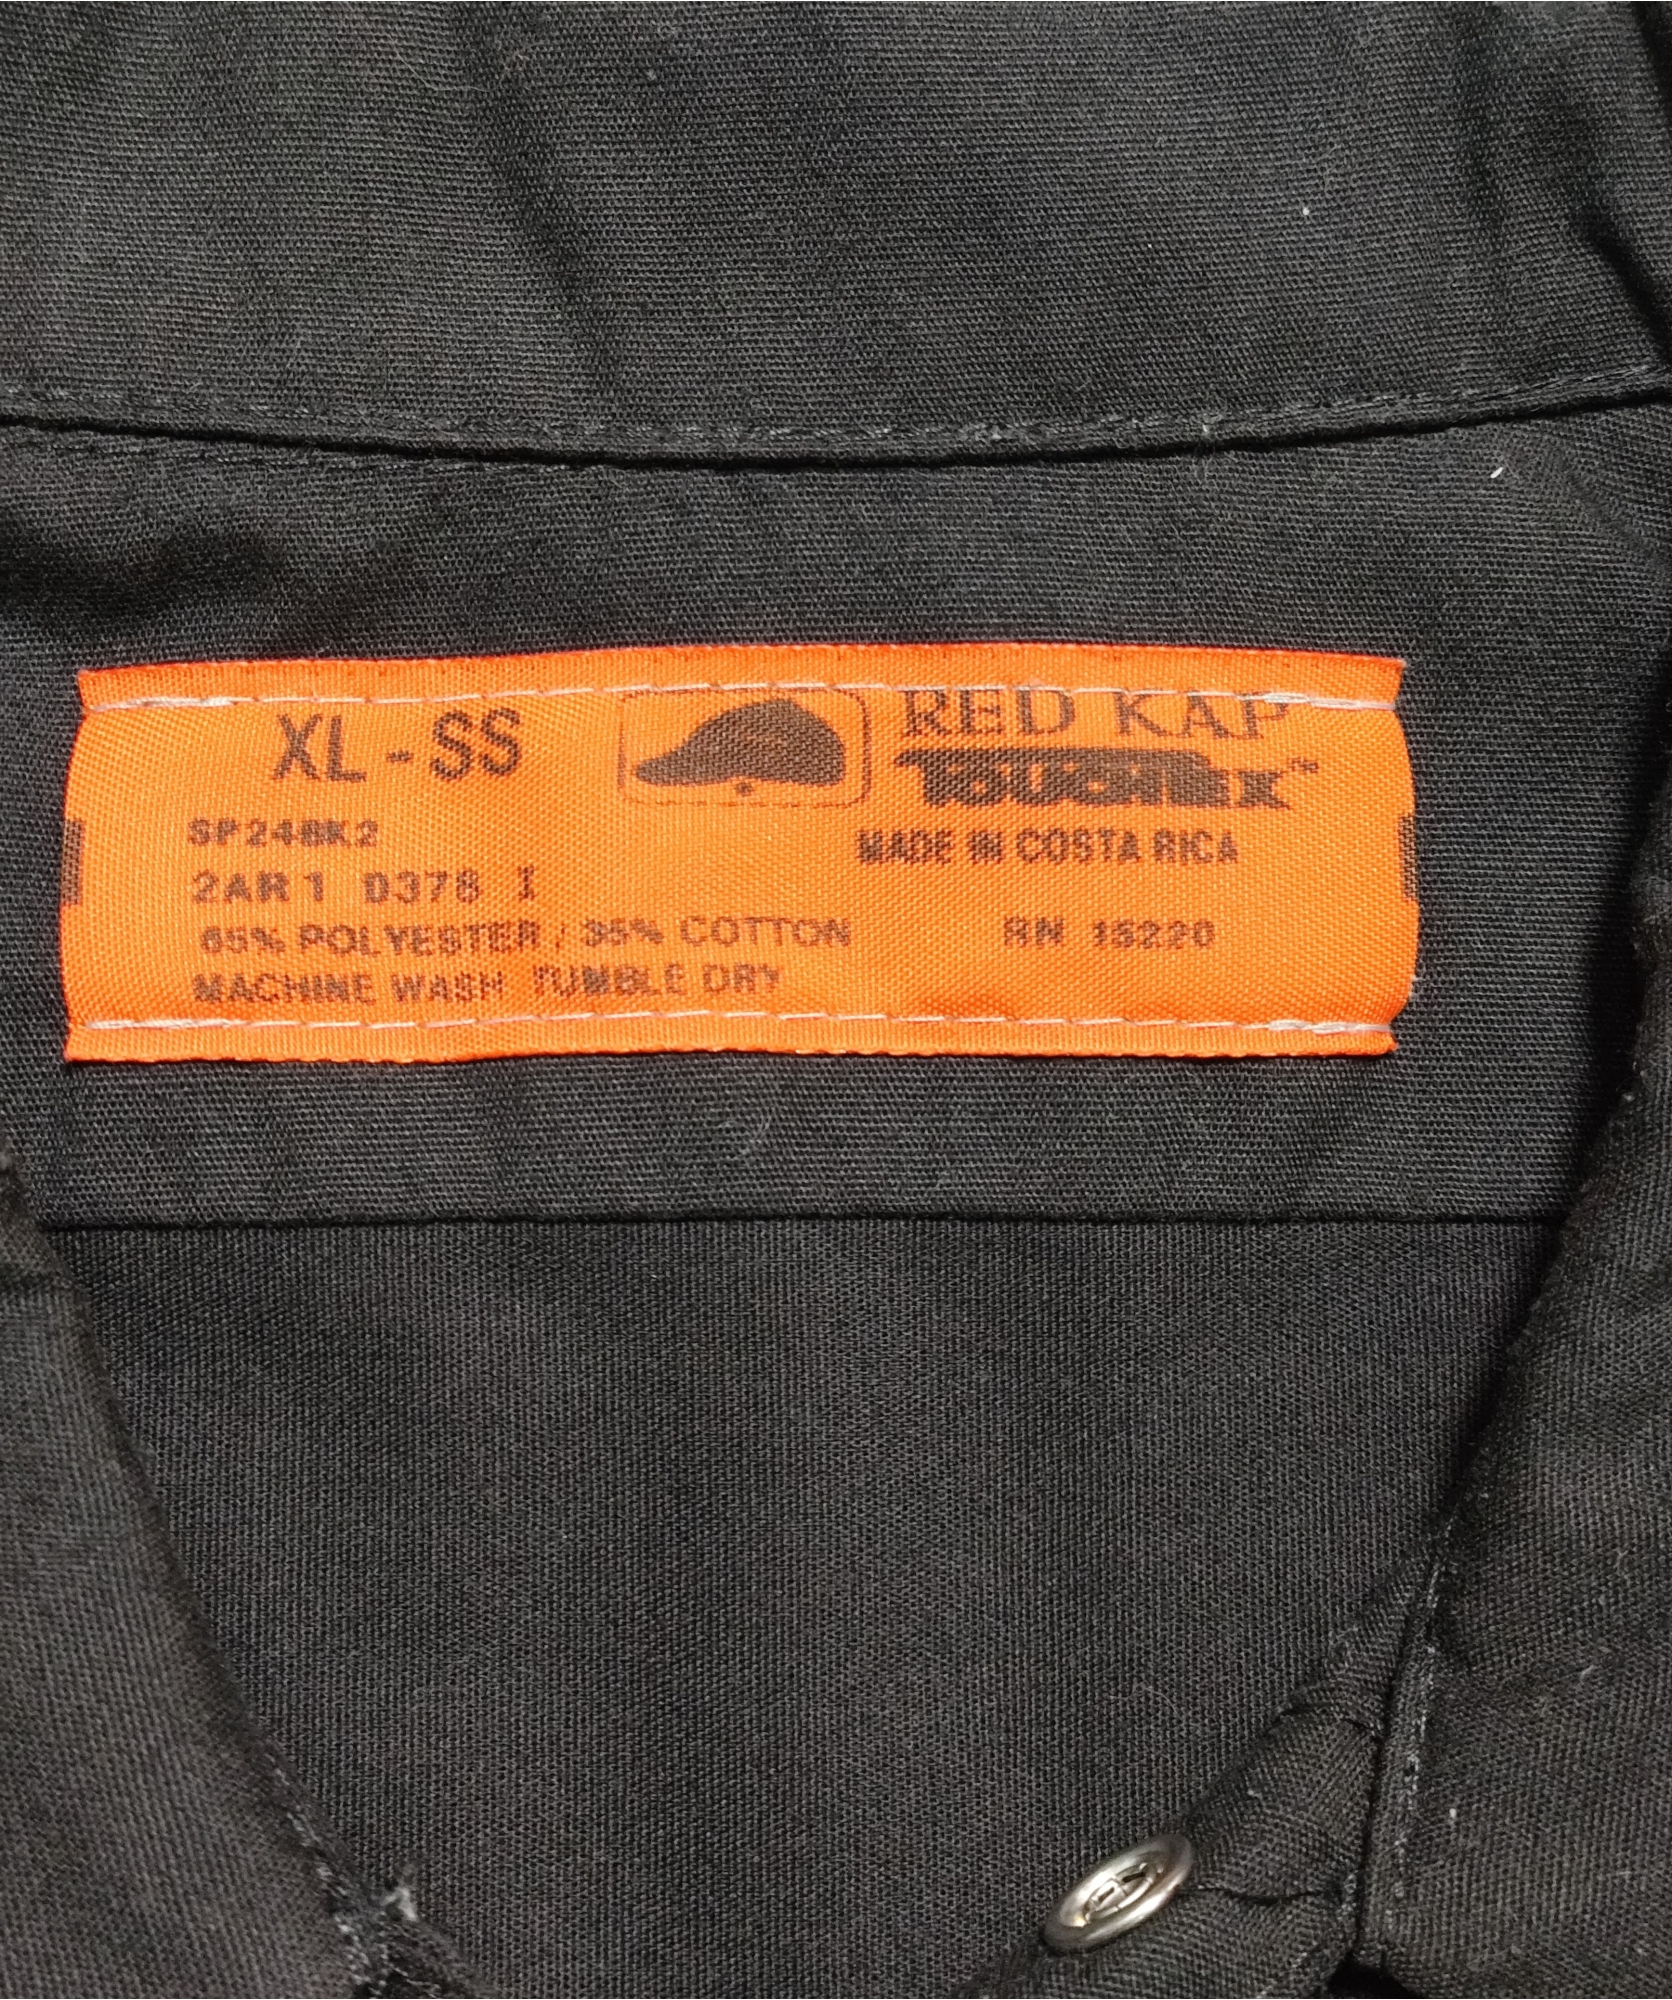 XL - SS
RED KAP
TOUCHTEX™
SP24BK2
MADE IN COSTA RICA
2AR1 D378 I
65% POLYESTER / 35% COTTON
RN 15220
MACHINE WASH TUMBLE DRY